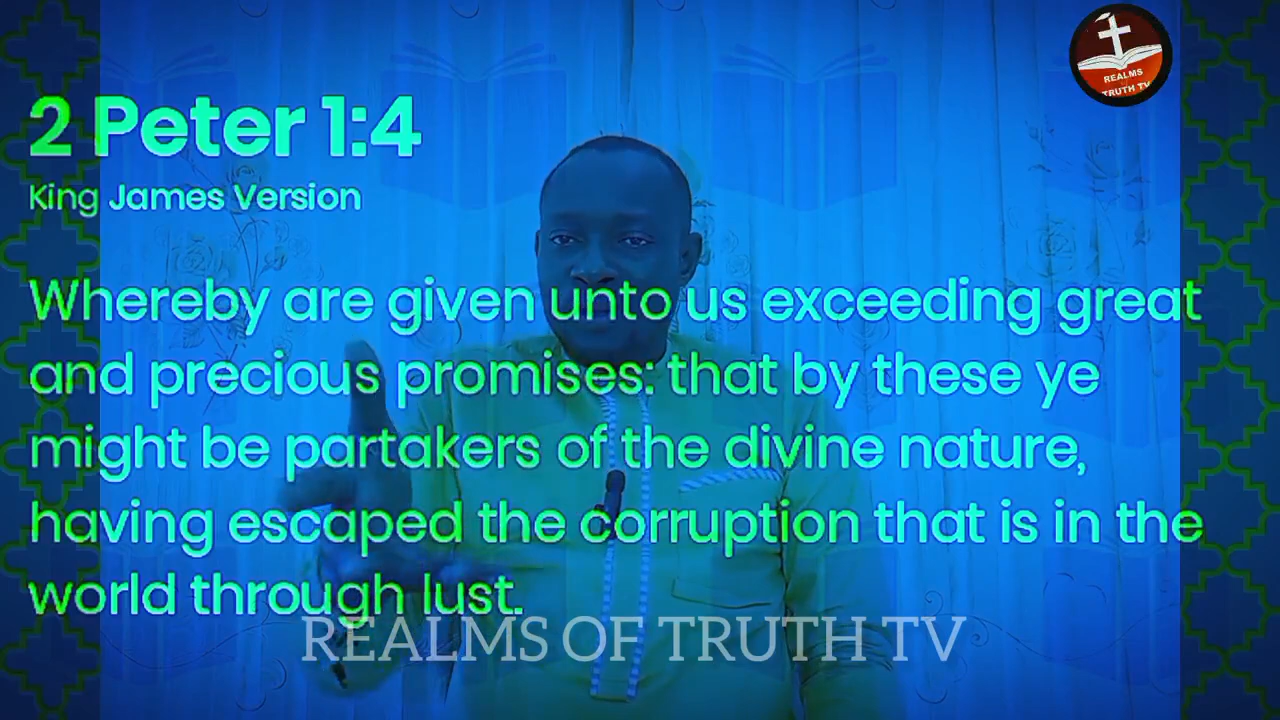 REALMS
TRUTH TV
2 Peter 1:4
King James Version
Whereby are given unto us exceeding great
and precious promises: that by these ye
might be partakers of the divine nature,
having escaped the corruption that is in the
world through lust.
REALMS OF TRUTH TV